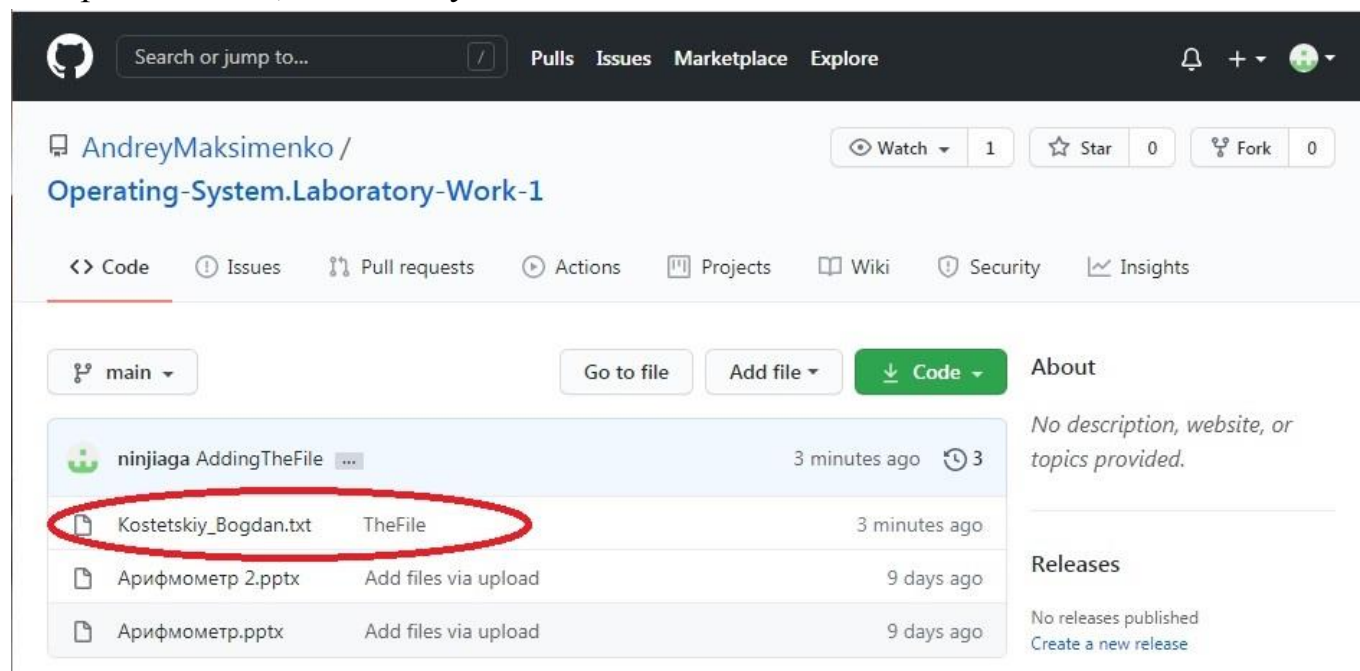 Search or jump to... / Pulls Issues Marketplace Explore
AndreyMaksimenko /
Operating-System.Laboratory-Work-1
Watch 1 Star 0 Fork 0
<> Code Issues Pull requests Actions Projects Wiki Security Insights
main Go to file Add file Code
About
No description, website, or
topics provided.
ninjiaga AddingTheFile ... 3 minutes ago 3
Kostetskiy_Bogdan.txt TheFile 3 minutes ago
Арифмометр 2.pptx Add files via upload 9 days ago
Арифмометр.pptx Add files via upload 9 days ago
Releases
No releases published
Create a new release